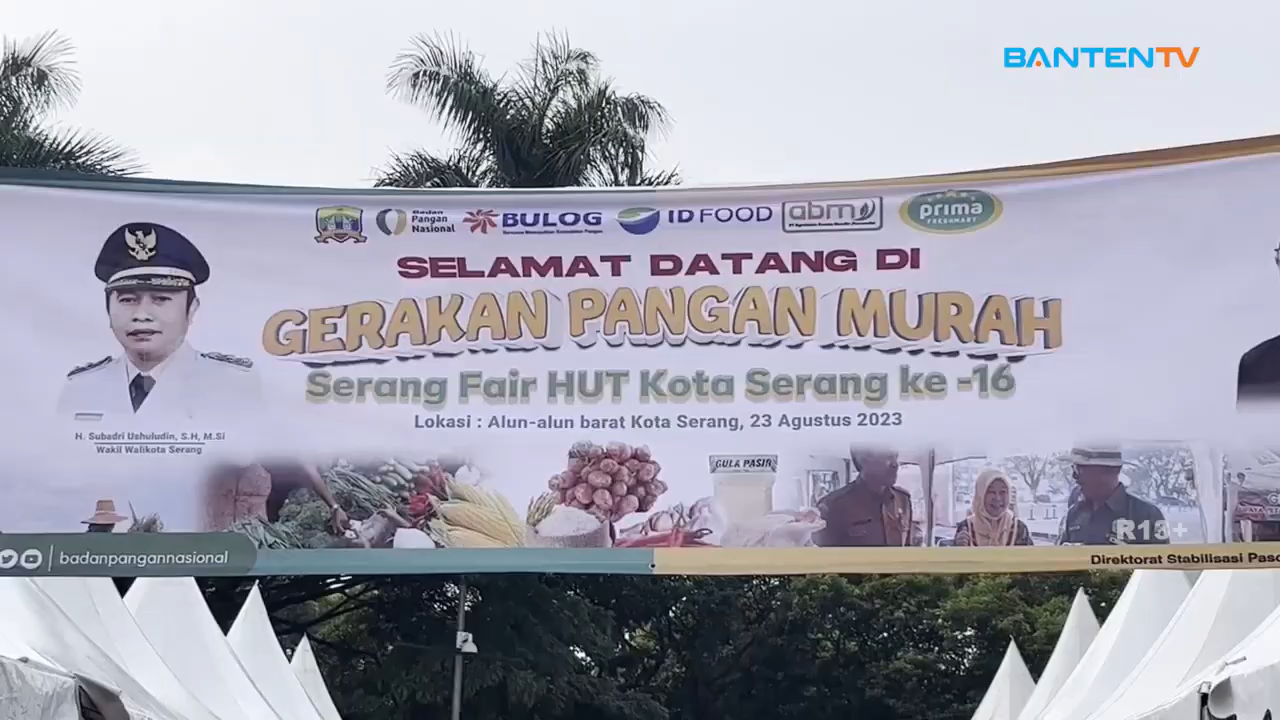 BANTENTV
Badan
Pangan
Nasional
BULOG
ID FOOD
abm
prima
FRESHMART
SELAMAT DATANG DI
GERAKAN PANGAN MURAH
Serang Fair HUT Kota Serang ke -16
Lokasi : Alun-alun barat Kota Serang, 23 Agustus 2023
H. Subadri Ushuludin, S.H, M.Si
Wakil Walikota Serang
GULA PASIR
R13+
badanpangannasional
Direktorat Stabilisasi Paso